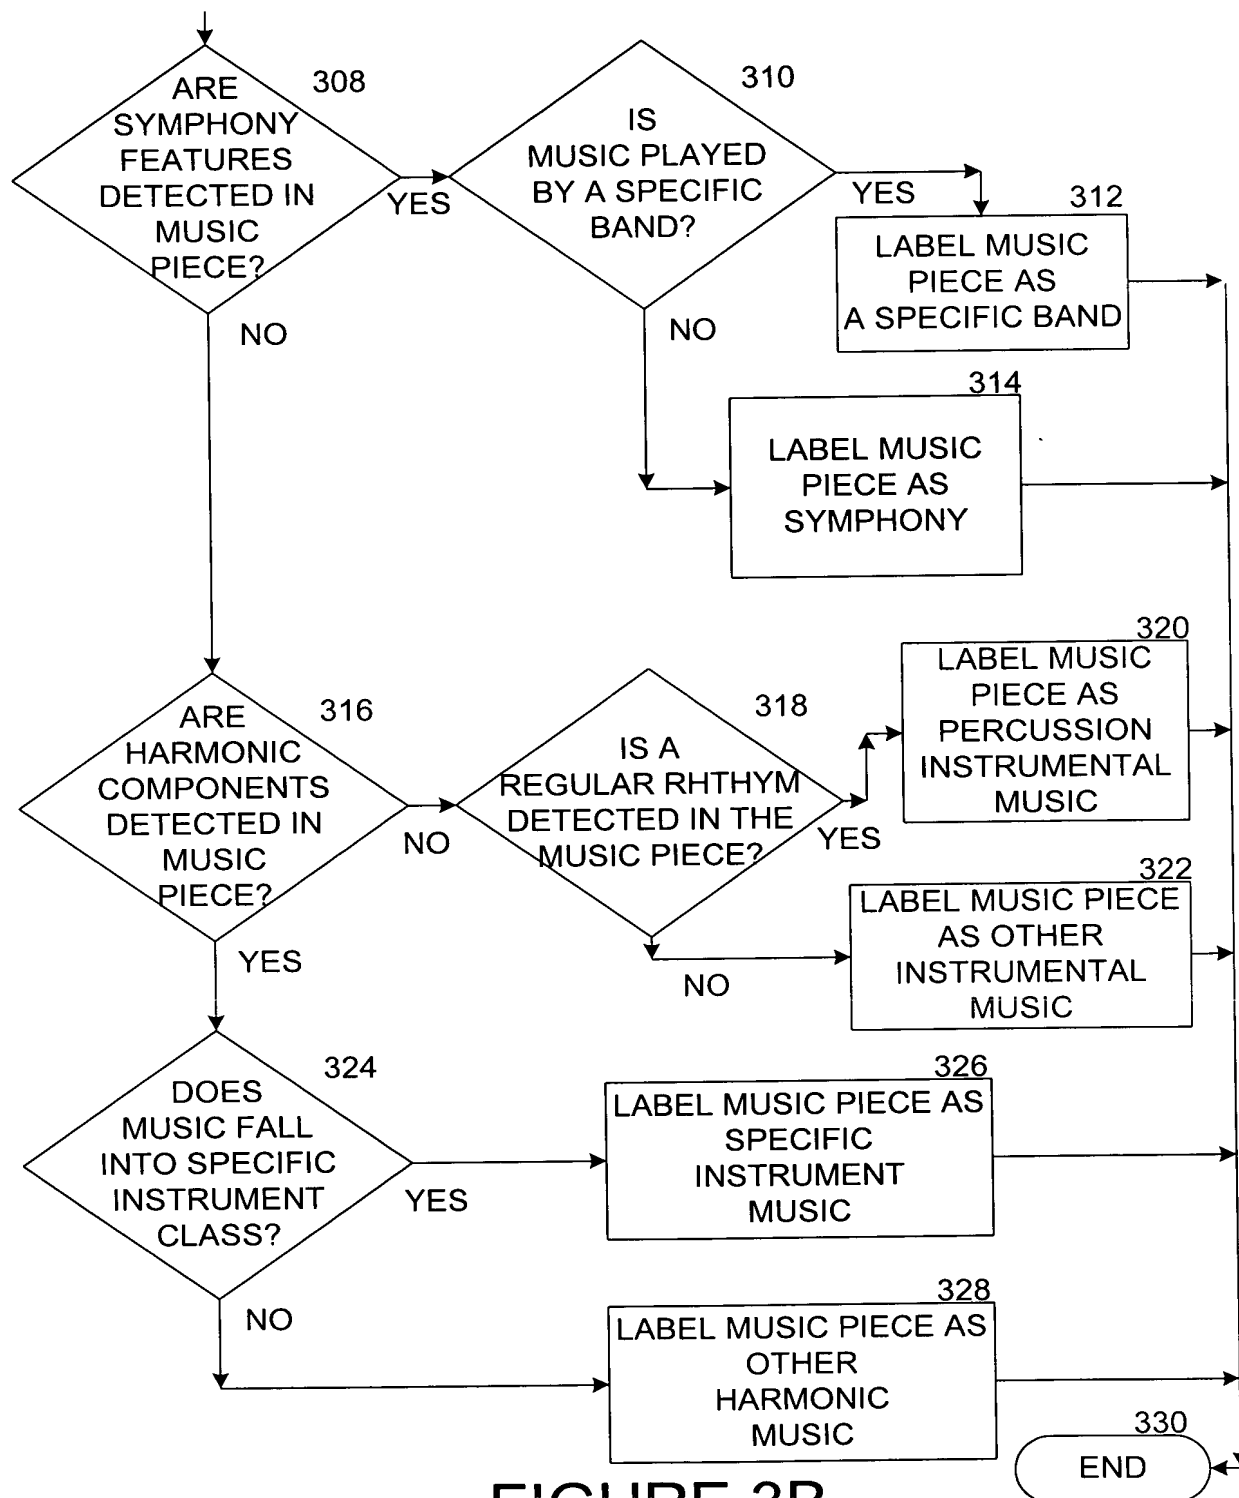 308
ARE
SYMPHONY
FEATURES
DETECTED IN
MUSIC
PIECE?
YES
NO
310
IS
MUSIC PLAYED
BY A SPECIFIC
BAND?
YES
NO
312
LABEL MUSIC
PIECE AS
A SPECIFIC BAND
314
LABEL MUSIC
PIECE AS
SYMPHONY
316
ARE
HARMONIC
COMPONENTS
DETECTED IN
MUSIC
PIECE?
NO
YES
318
IS A
REGULAR RHTHYM
DETECTED IN THE
MUSIC PIECE?
YES
NO
320
LABEL MUSIC
PIECE AS
PERCUSSION
INSTRUMENTAL
MUSIC
322
LABEL MUSIC PIECE
AS OTHER
INSTRUMENTAL
MUSIC
324
DOES
MUSIC FALL
INTO SPECIFIC
INSTRUMENT
CLASS?
YES
NO
326
LABEL MUSIC PIECE AS
SPECIFIC
INSTRUMENT
MUSIC
328
LABEL MUSIC PIECE AS
OTHER
HARMONIC
MUSIC
330
END
FIGURE 3B